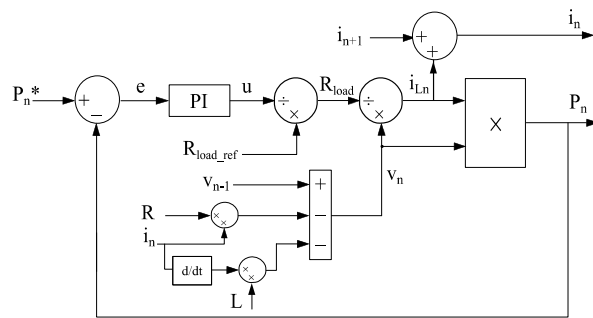 i_n
i_{n+1}
+
+
P_n*
+
−
e
PI
u
÷
×
R_load
÷
×
i_Ln
X
P_n
R_load_ref
v_n
v_{n-1}
+
R
×
×
−
i_n
−
d/dt
×
×
L